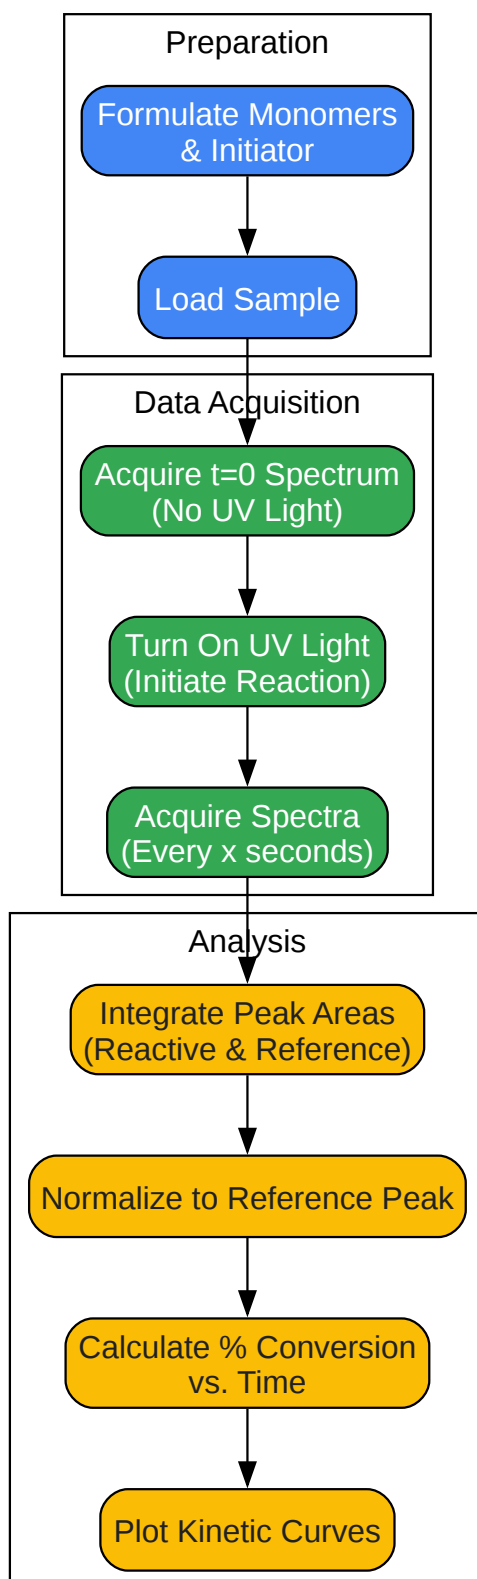 Preparation
Formulate Monomers
& Initiator
Load Sample
Data Acquisition
Acquire t=0 Spectrum
(No UV Light)
Turn On UV Light
(Initiate Reaction)
Acquire Spectra
(Every x seconds)
Analysis
Integrate Peak Areas
(Reactive & Reference)
Normalize to Reference Peak
Calculate % Conversion
vs. Time
Plot Kinetic Curves